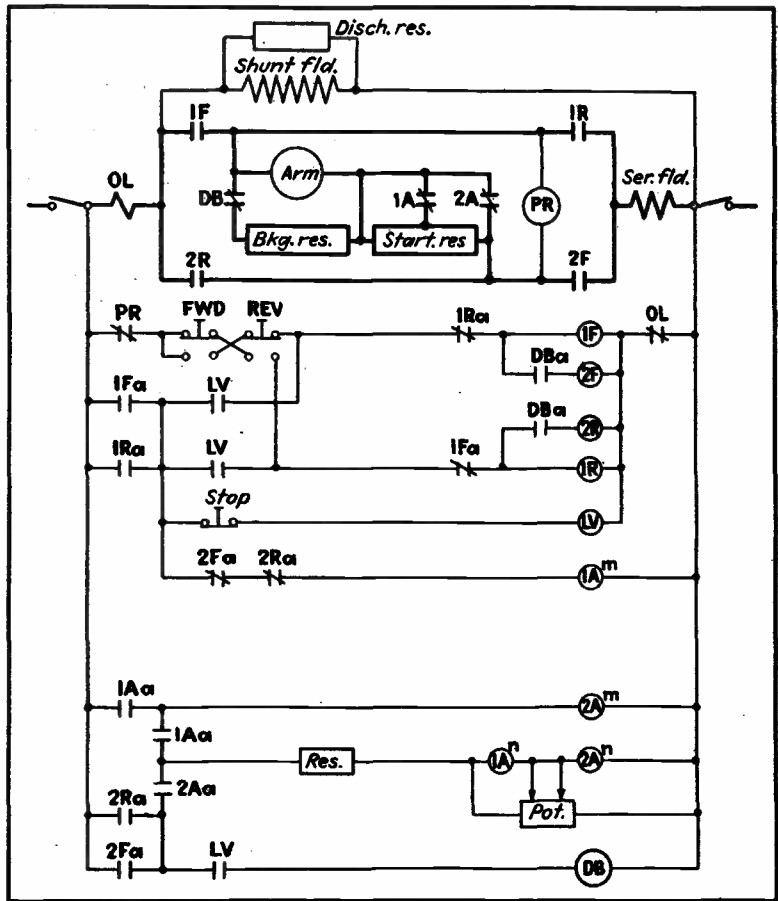 Disch. res.
Shunt fld.
1F
1R
OL
Arm
DB
1A
2A
PR
Ser. fld.
Bkg. res.
Start. res
2R
2F
PR
FWD
REV
1Ra
1F
OL
DBa
2F
1Fa
LV
DBa
2R
1Ra
LV
1Fa
1R
Stop
LV
2Fa
2Ra
1A m
1Aa
2A m
1Aa
Res.
1A n
2A n
2Aa
Pot.
2Ra
2Fa
LV
DB